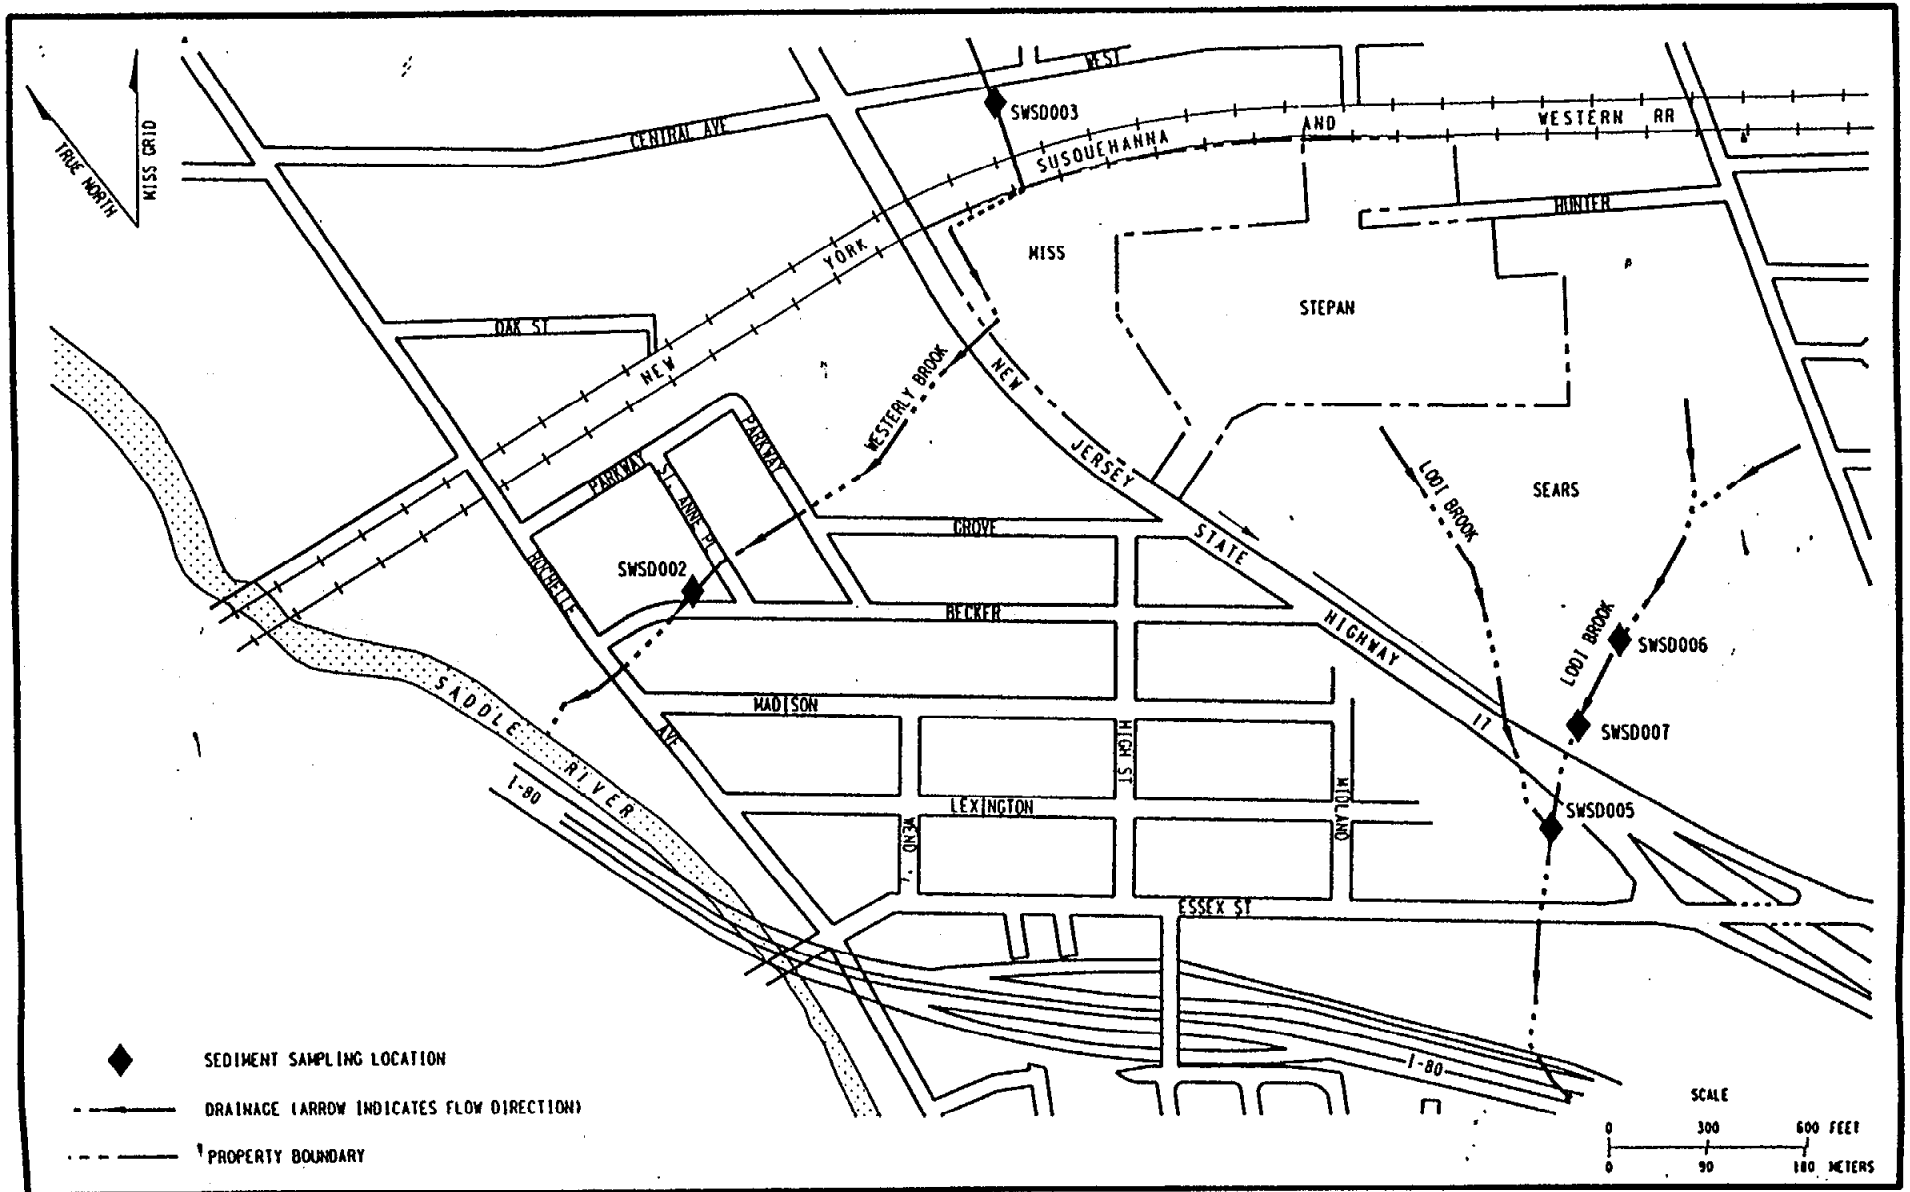 WEST
SWSD003
CENTRAL AVE
MISS GRID
TRUE NORTH
NEW YORK SUSQUEHANNA AND WESTERN RR
HUNTER
MISS
STEPAN
OAK ST
WESTERLY BROOK
NEW JERSEY STATE HIGHWAY 17
PARKWAY
PARKWAY
ST. ANNE PL
LODI BROOK
SEARS
GROVE
SWSD002
ROCHELLE AVE
BECKER
LODI BROOK
SWSD006
SADDLE RIVER
MADISON
HIGH ST
SWSD007
I-80
LEXINGTON
MIDLAND
WEND
SWSD005
ESSEX ST
I-80
SEDIMENT SAMPLING LOCATION
DRAINAGE (ARROW INDICATES FLOW DIRECTION)
PROPERTY BOUNDARY
SCALE
0 300 600 FEET
0 90 180 METERS